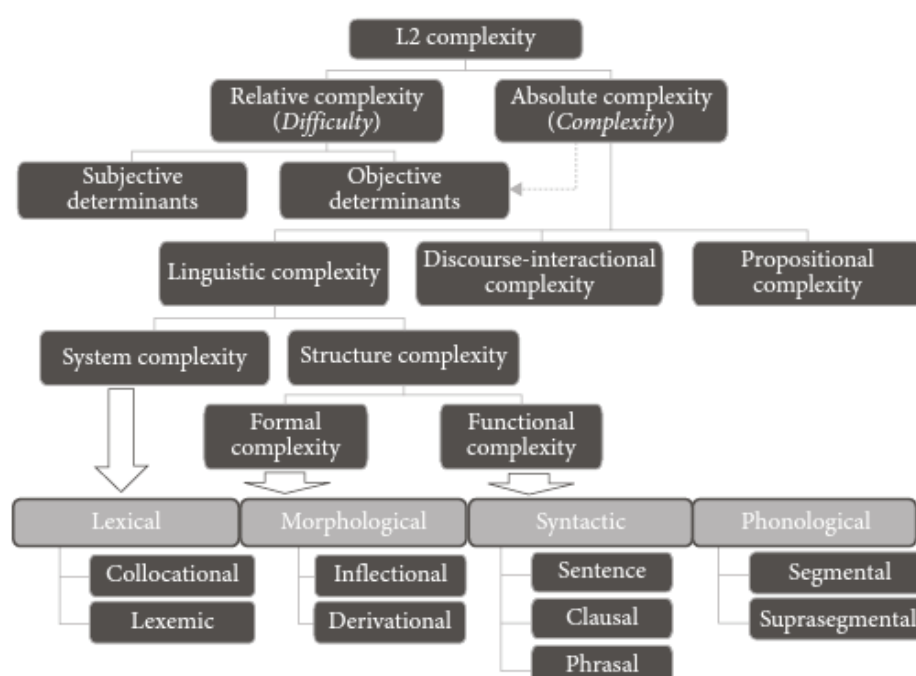 L2 complexity
Relative complexity
(Difficulty)
Absolute complexity
(Complexity)
Subjective
determinants
Objective
determinants
Linguistic complexity
Discourse-interactional
complexity
Propositional
complexity
System complexity
Structure complexity
Formal
complexity
Functional
complexity
Lexical
Morphological
Syntactic
Phonological
Collocational
Lexemic
Inflectional
Derivational
Sentence
Clausal
Phrasal
Segmental
Suprasegmental